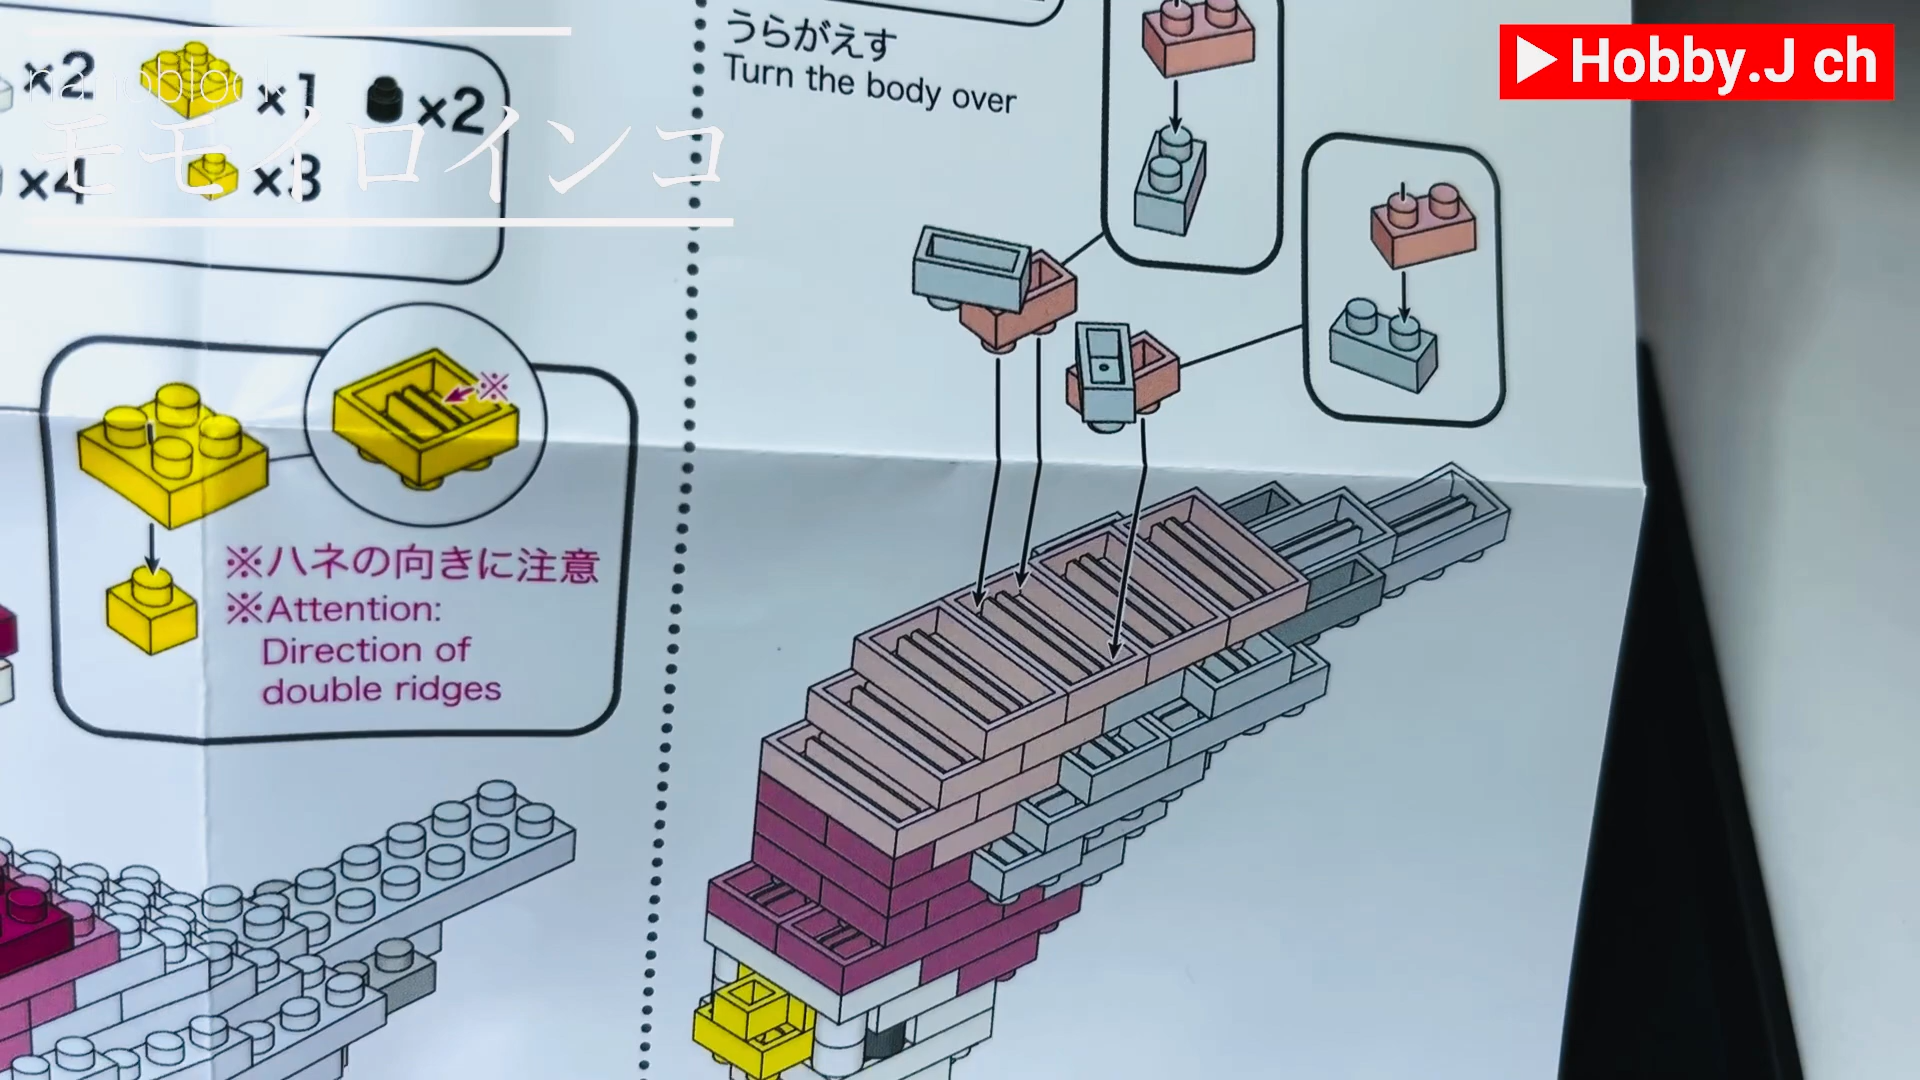 nanoblock
モモイロインコ
×2
×1
×2
×4
×3
※
※ハネの向きに注意
※Attention:
Direction of
double ridges
うらがえす
Turn the body over
Hobby.J ch